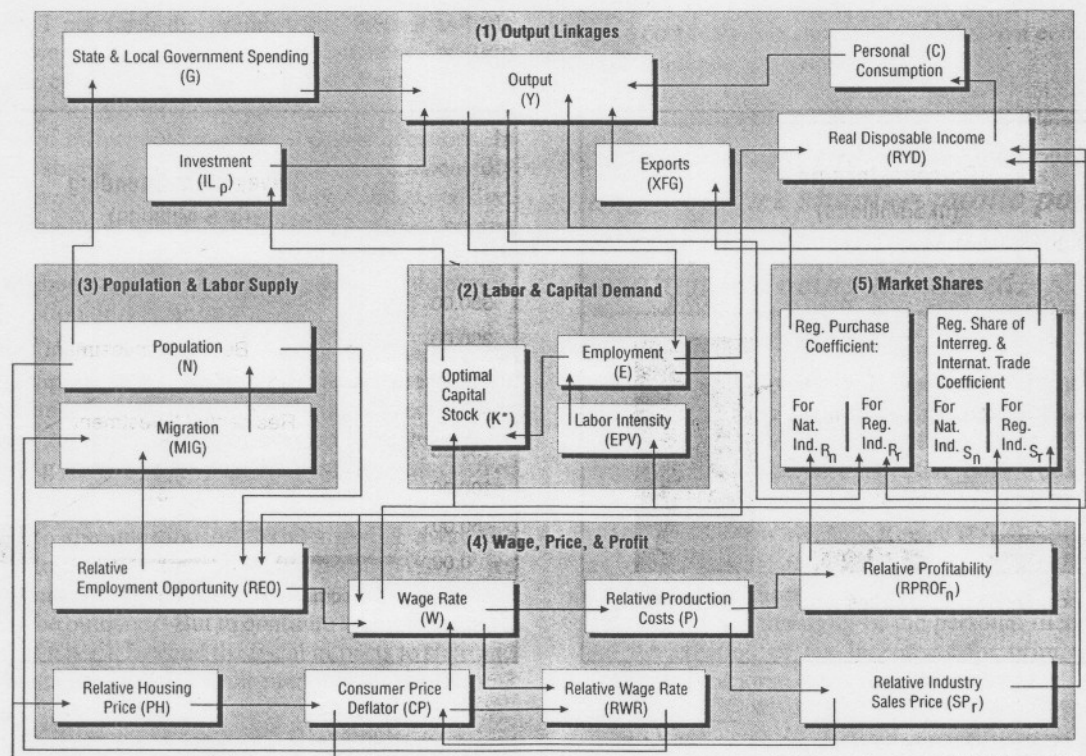 (1) Output Linkages
State & Local Government Spending
(G)
Output
(Y)
Personal (C)
Consumption
Investment
(IL p)
Exports
(XFG)
Real Disposable Income
(RYD)
(3) Population & Labor Supply
Population
(N)
Migration
(MIG)
(2) Labor & Capital Demand
Optimal
Capital
Stock (K*)
Employment
(E)
Labor Intensity
(EPV)
(5) Market Shares
Reg. Purchase
Coefficient:
For
Nat.
Ind. Rn
For
Reg.
Ind. Rr
Reg. Share of
Interreg. &
Internat. Trade
Coefficient
For
Nat.
Ind. Sn
For
Reg.
Ind. Sr
(4) Wage, Price, & Profit
Relative
Employment Opportunity (REO)
Wage Rate
(W)
Relative Production
Costs (P)
Relative Profitability
(RPROFn)
Relative Housing
Price (PH)
Consumer Price
Deflator (CP)
Relative Wage Rate
(RWR)
Relative Industry
Sales Price (SPr)